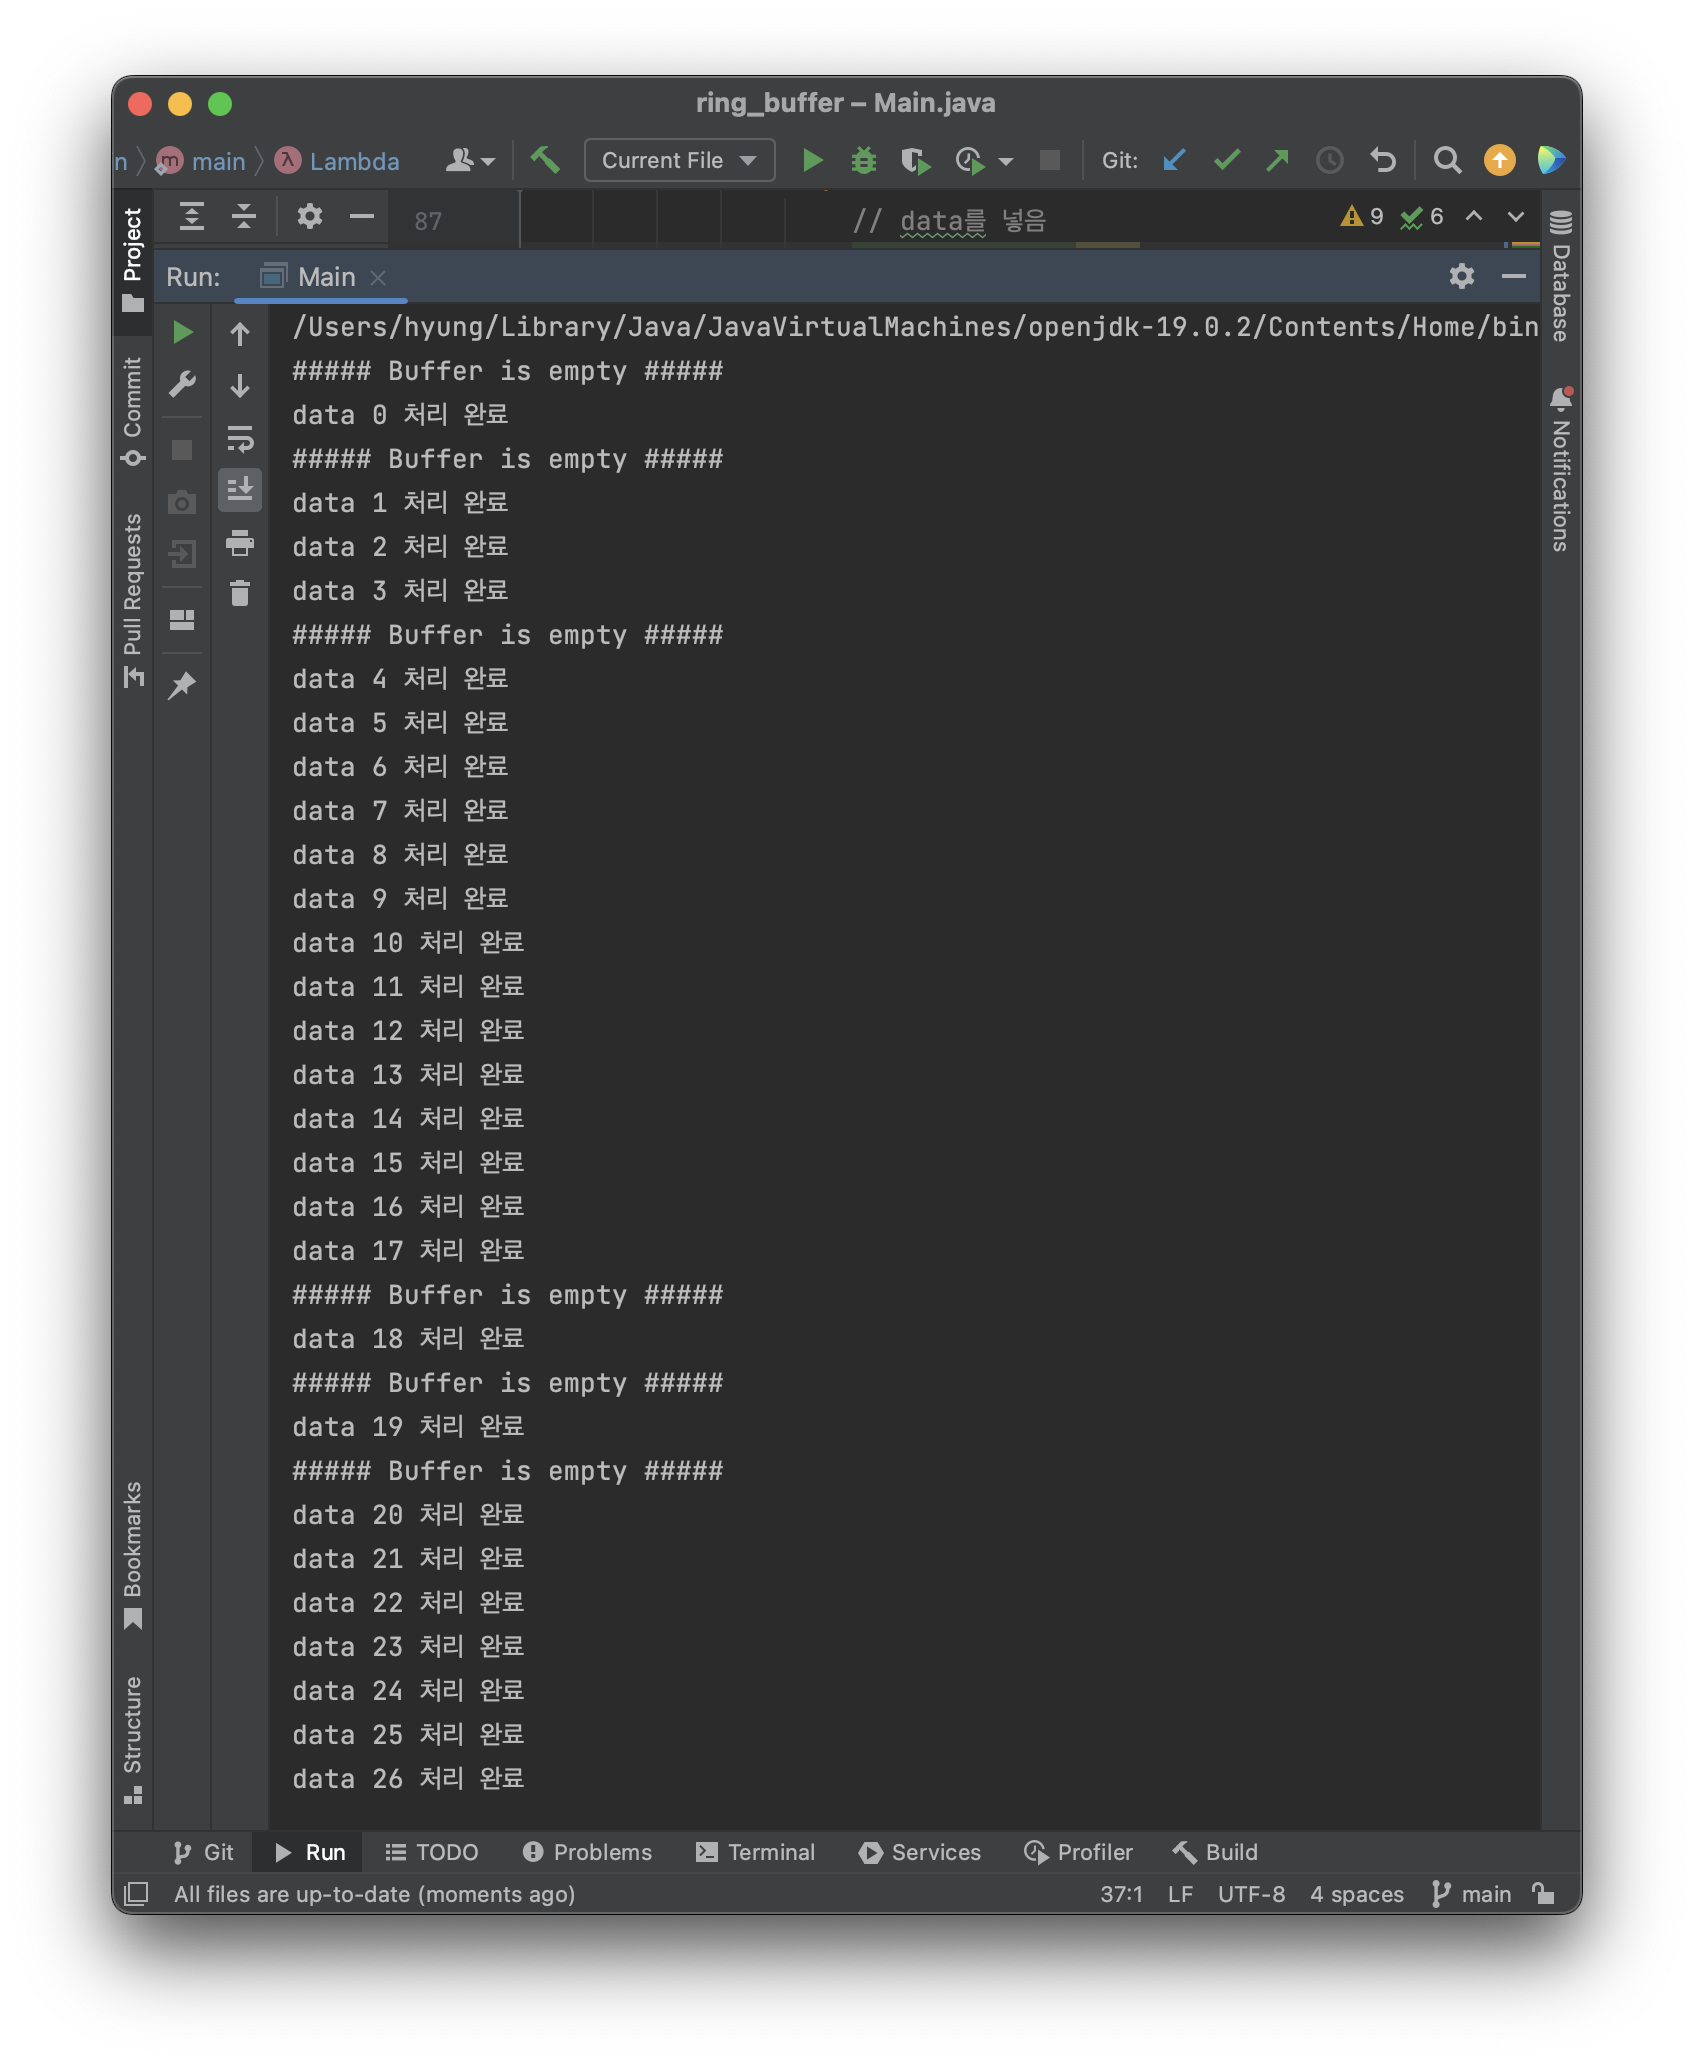 ring_buffer – Main.java
n main Lambda Current File Git:
Project
87 // data를 넣음 9 6
Run: Main
Database
Notifications
Commit
Pull Requests
Bookmarks
Structure
/Users/hyung/Library/Java/JavaVirtualMachines/openjdk-19.0.2/Contents/Home/bin
##### Buffer is empty #####
data 0 처리 완료
##### Buffer is empty #####
data 1 처리 완료
data 2 처리 완료
data 3 처리 완료
##### Buffer is empty #####
data 4 처리 완료
data 5 처리 완료
data 6 처리 완료
data 7 처리 완료
data 8 처리 완료
data 9 처리 완료
data 10 처리 완료
data 11 처리 완료
data 12 처리 완료
data 13 처리 완료
data 14 처리 완료
data 15 처리 완료
data 16 처리 완료
data 17 처리 완료
##### Buffer is empty #####
data 18 처리 완료
##### Buffer is empty #####
data 19 처리 완료
##### Buffer is empty #####
data 20 처리 완료
data 21 처리 완료
data 22 처리 완료
data 23 처리 완료
data 24 처리 완료
data 25 처리 완료
data 26 처리 완료
Git Run TODO Problems Terminal Services Profiler Build
All files are up-to-date (moments ago) 37:1 LF UTF-8 4 spaces main